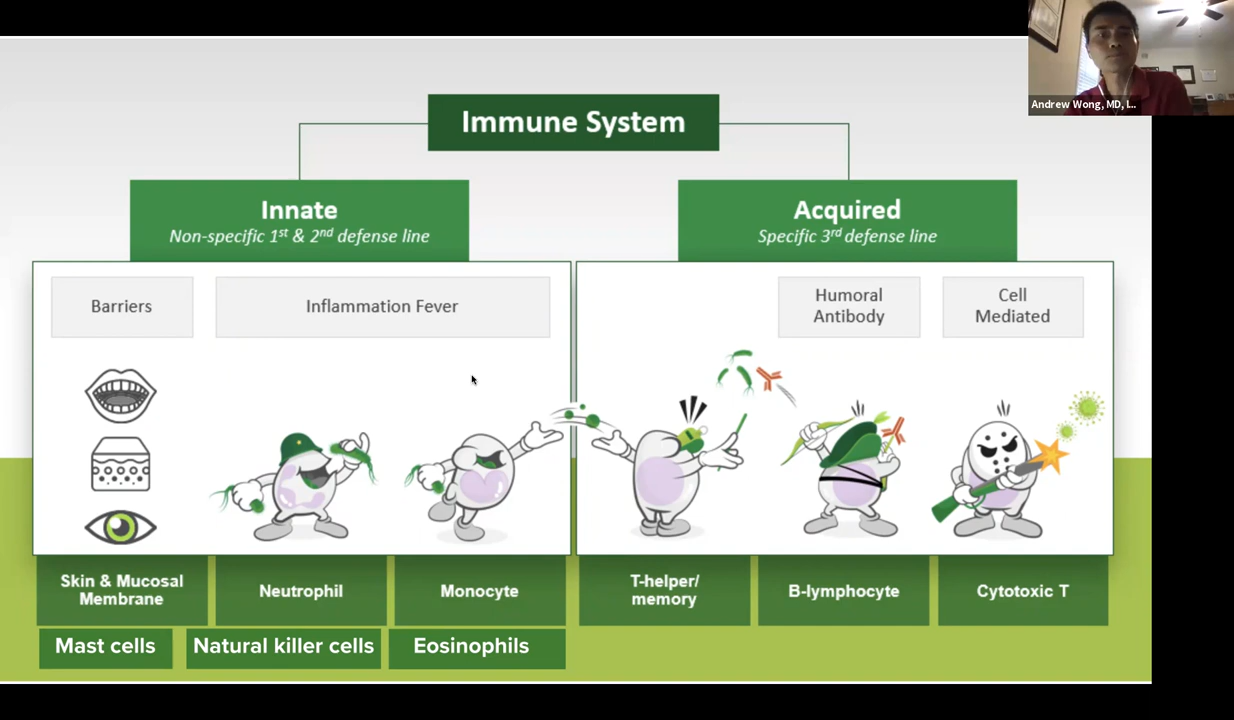 Andrew Wong, MD, I...
Immune System
Innate
Non-specific 1st & 2nd defense line
Acquired
Specific 3rd defense line
Barriers
Inflammation Fever
Humoral
Antibody
Cell
Mediated
Skin & Mucosal
Membrane
Neutrophil
Monocyte
T-helper/
memory
B-lymphocyte
Cytotoxic T
Mast cells
Natural killer cells
Eosinophils